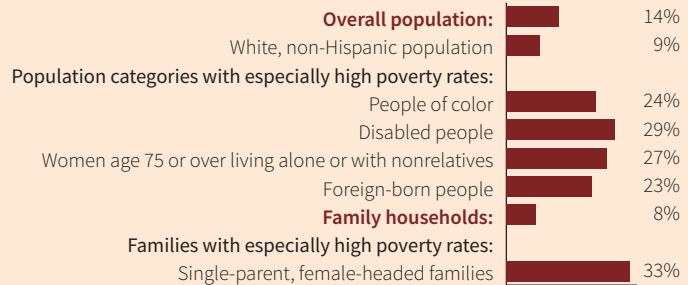 Overall population: 14%
White, non-Hispanic population 9%
Population categories with especially high poverty rates:
People of color 24%
Disabled people 29%
Women age 75 or over living alone or with nonrelatives 27%
Foreign-born people 23%
Family households: 8%
Families with especially high poverty rates:
Single-parent, female-headed families 33%